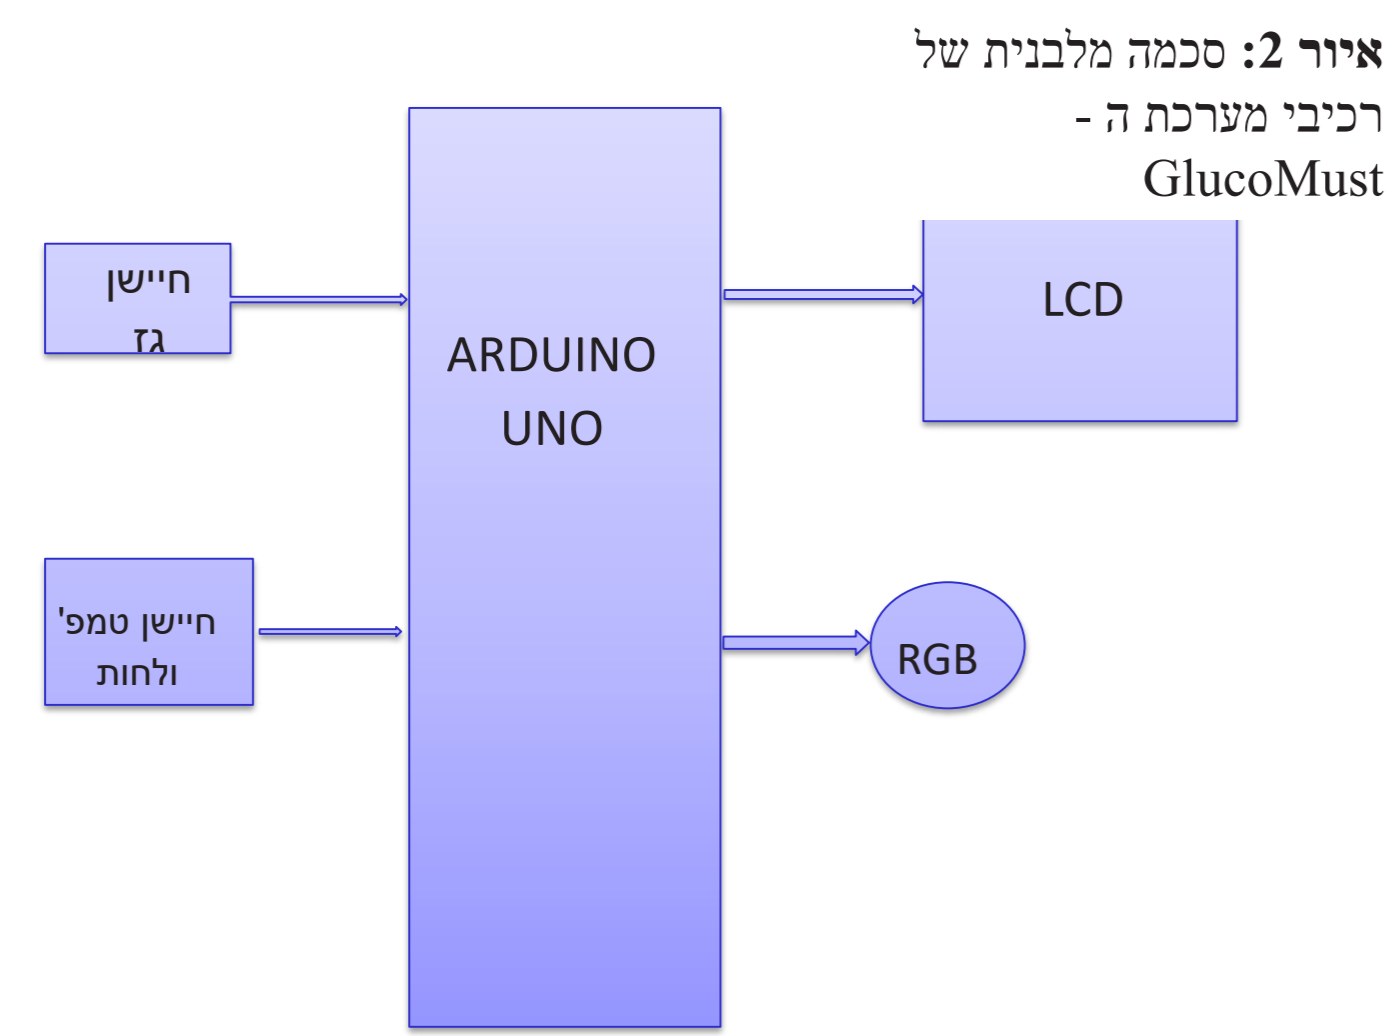 איור 2: סכמה מלבנית של
רכיבי מערכת ה -
GlucoMust
חיישן
גז
ARDUINO
UNO
LCD
חיישן טמפ'
ולחות
RGB